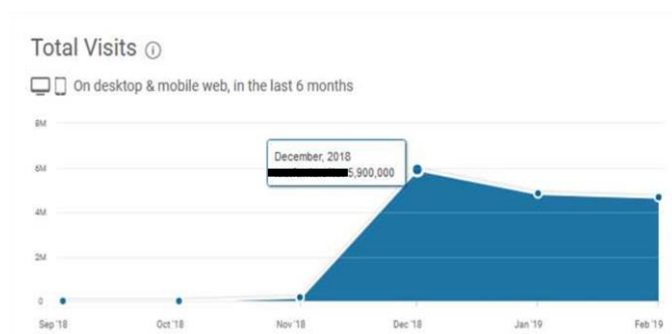 Total Visits
On desktop & mobile web, in the last 6 months
8M
December, 2018
6M
5,900,000
4M
2M
0
Sep '18 Oct '18 Nov '18 Dec '18 Jan '19 Feb '19